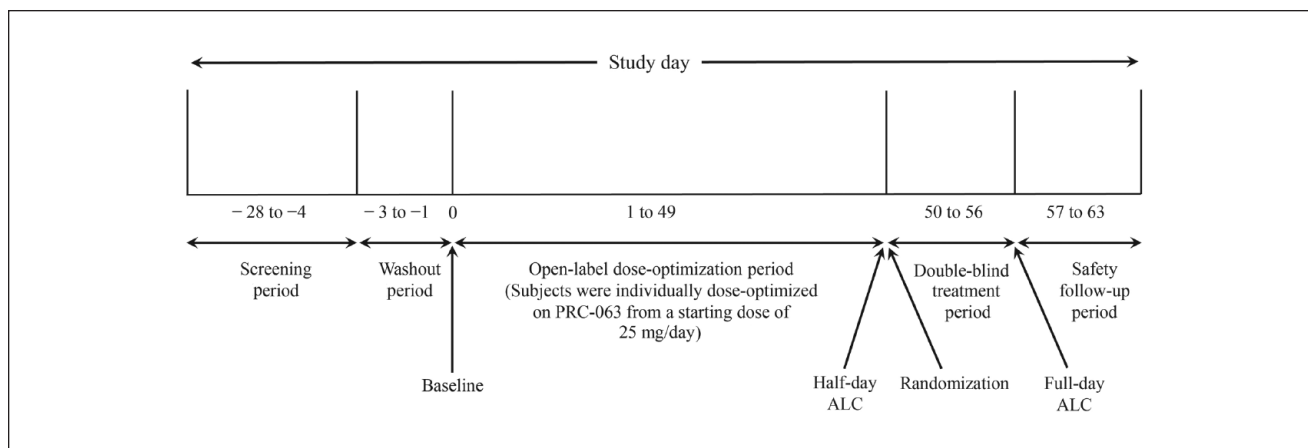 Study day
− 28 to −4
− 3 to −1
0
1 to 49
50 to 56
57 to 63
Screening
period
Washout
period
Open-label dose-optimization period
(Subjects were individually dose-optimized
on PRC-063 from a starting dose of
25 mg/day)
Double-blind
treatment
period
Safety
follow-up
period
Baseline
Half-day
ALC
Randomization
Full-day
ALC